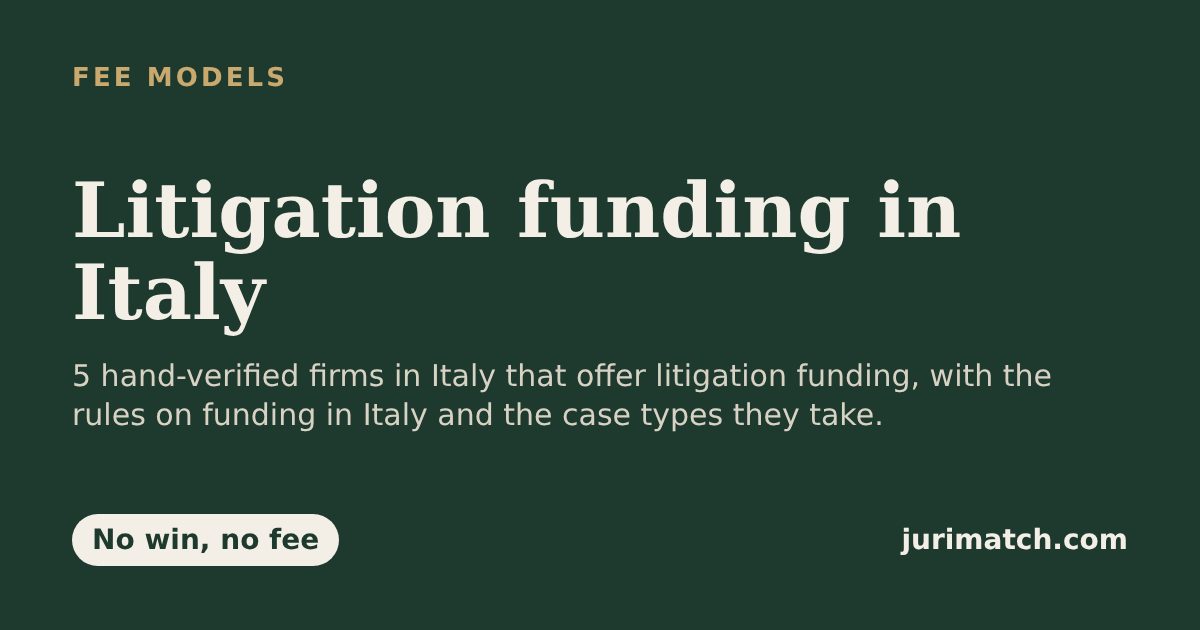 FEE MODELS
Litigation funding in
Italy
5 hand-verified firms in Italy that offer litigation funding, with the
rules on funding in Italy and the case types they take.
No win, no fee
jurimatch.com